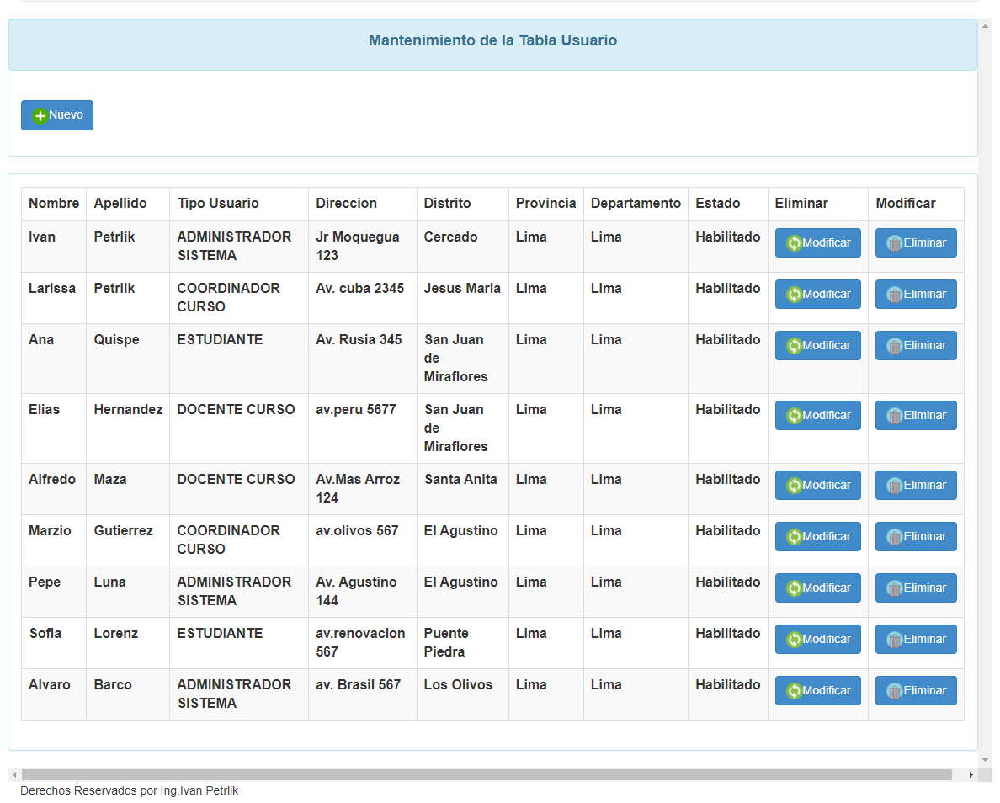 Mantenimiento de la Tabla Usuario
Nuevo
Nombre Apellido Tipo Usuario Direccion Distrito Provincia Departamento Estado Eliminar Modificar
Ivan Petrlik ADMINISTRADOR Jr Moquegua Cercado Lima Lima Habilitado Modificar Eliminar
SISTEMA 123
Larissa Petrlik COORDINADOR Av. cuba 2345 Jesus Maria Lima Lima Habilitado Modificar Eliminar
CURSO
Ana Quispe ESTUDIANTE Av. Rusia 345 San Juan Lima Lima Habilitado Modificar Eliminar
de
Miraflores
Elias Hernandez DOCENTE CURSO av.peru 5677 San Juan Lima Lima Habilitado Modificar Eliminar
de
Miraflores
Alfredo Maza DOCENTE CURSO Av.Mas Arroz Santa Anita Lima Lima Habilitado Modificar Eliminar
124
Marzio Gutierrez COORDINADOR av.olivos 567 El Agustino Lima Lima Habilitado Modificar Eliminar
CURSO
Pepe Luna ADMINISTRADOR Av. Agustino El Agustino Lima Lima Habilitado Modificar Eliminar
SISTEMA 144
Sofia Lorenz ESTUDIANTE av.renovacion Puente Lima Lima Habilitado Modificar Eliminar
567 Piedra
Alvaro Barco ADMINISTRADOR av. Brasil 567 Los Olivos Lima Lima Habilitado Modificar Eliminar
SISTEMA
Derechos Reservados por Ing.Ivan Petrlik